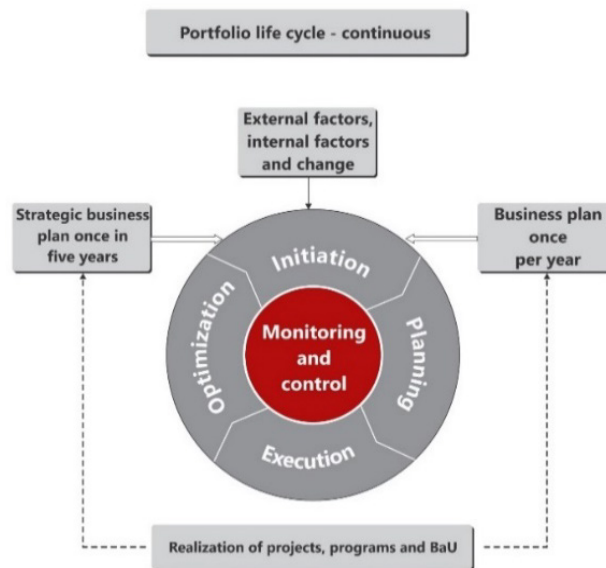 Portfolio life cycle - continuous
External factors,
internal factors
and change
Strategic business
plan once in
five years
Business plan
once
per year
Initiation
Optimization
Monitoring
and
control
Planning
Execution
Realization of projects, programs and BaU